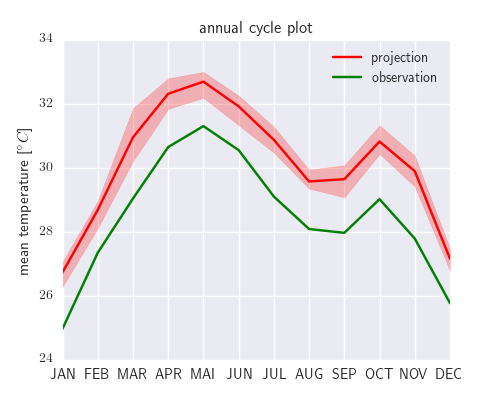 annual cycle plot
projection
observation
mean temperature [°C]
34
32
30
28
26
24
JAN FEB MAR APR MAI JUN JUL AUG SEP OCT NOV DEC